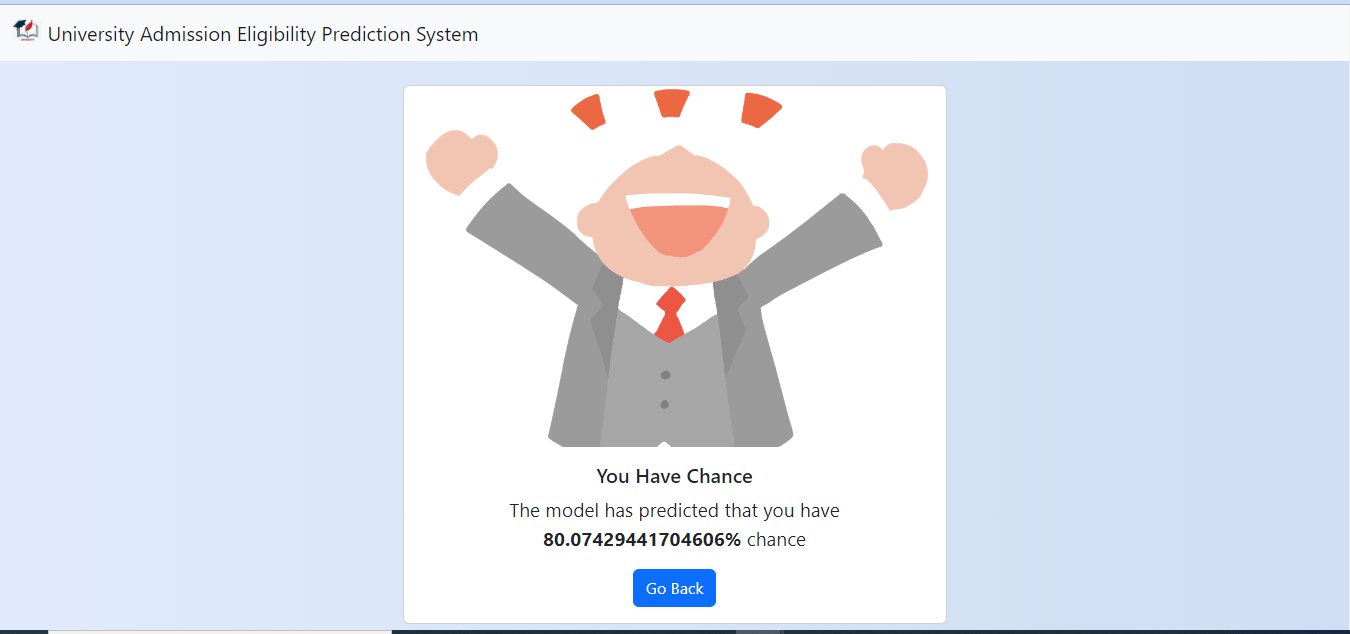 University Admission Eligibility Prediction System
You Have Chance
The model has predicted that you have
80.07429441704606% chance
Go Back